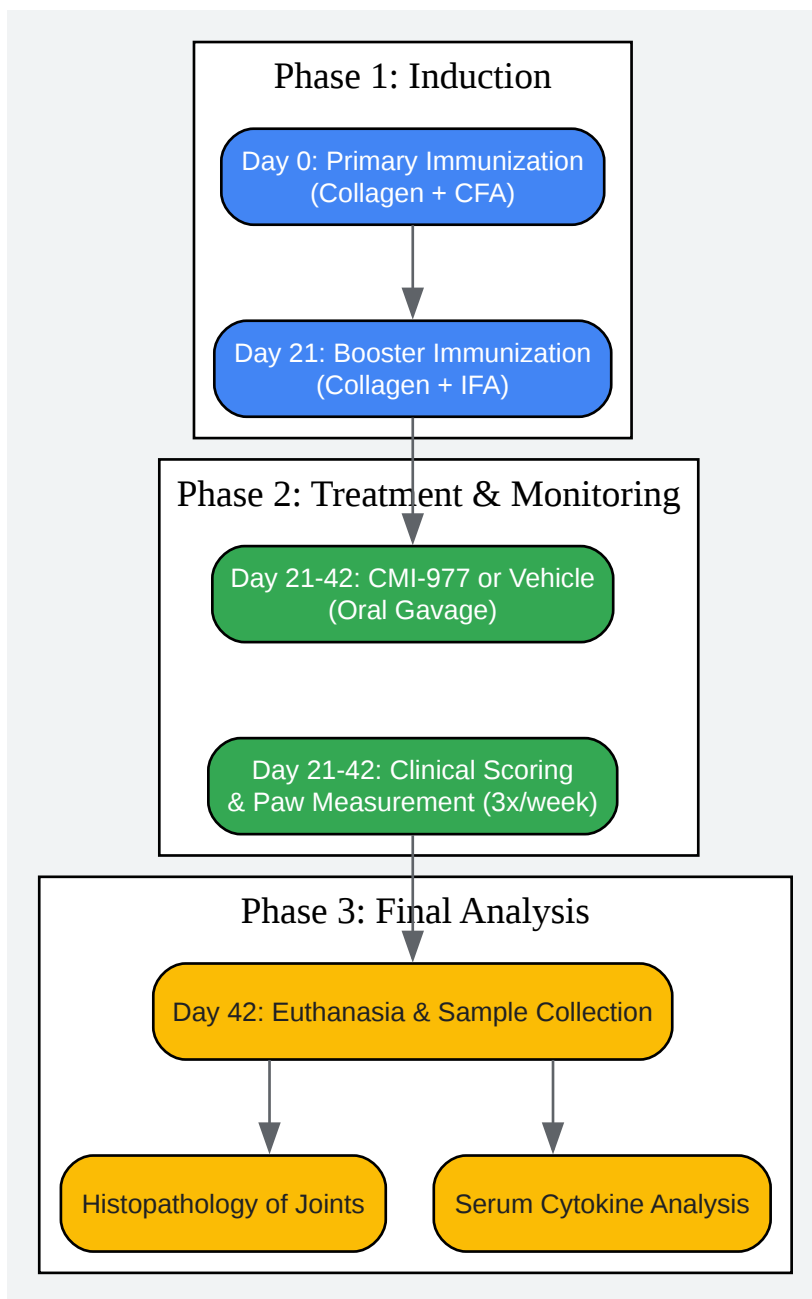 Phase 1: Induction
Day 0: Primary Immunization
(Collagen + CFA)
Day 21: Booster Immunization
(Collagen + IFA)
Phase 2: Treatment & Monitoring
Day 21-42: CMI-977 or Vehicle
(Oral Gavage)
Day 21-42: Clinical Scoring
& Paw Measurement (3x/week)
Phase 3: Final Analysis
Day 42: Euthanasia & Sample Collection
Histopathology of Joints
Serum Cytokine Analysis